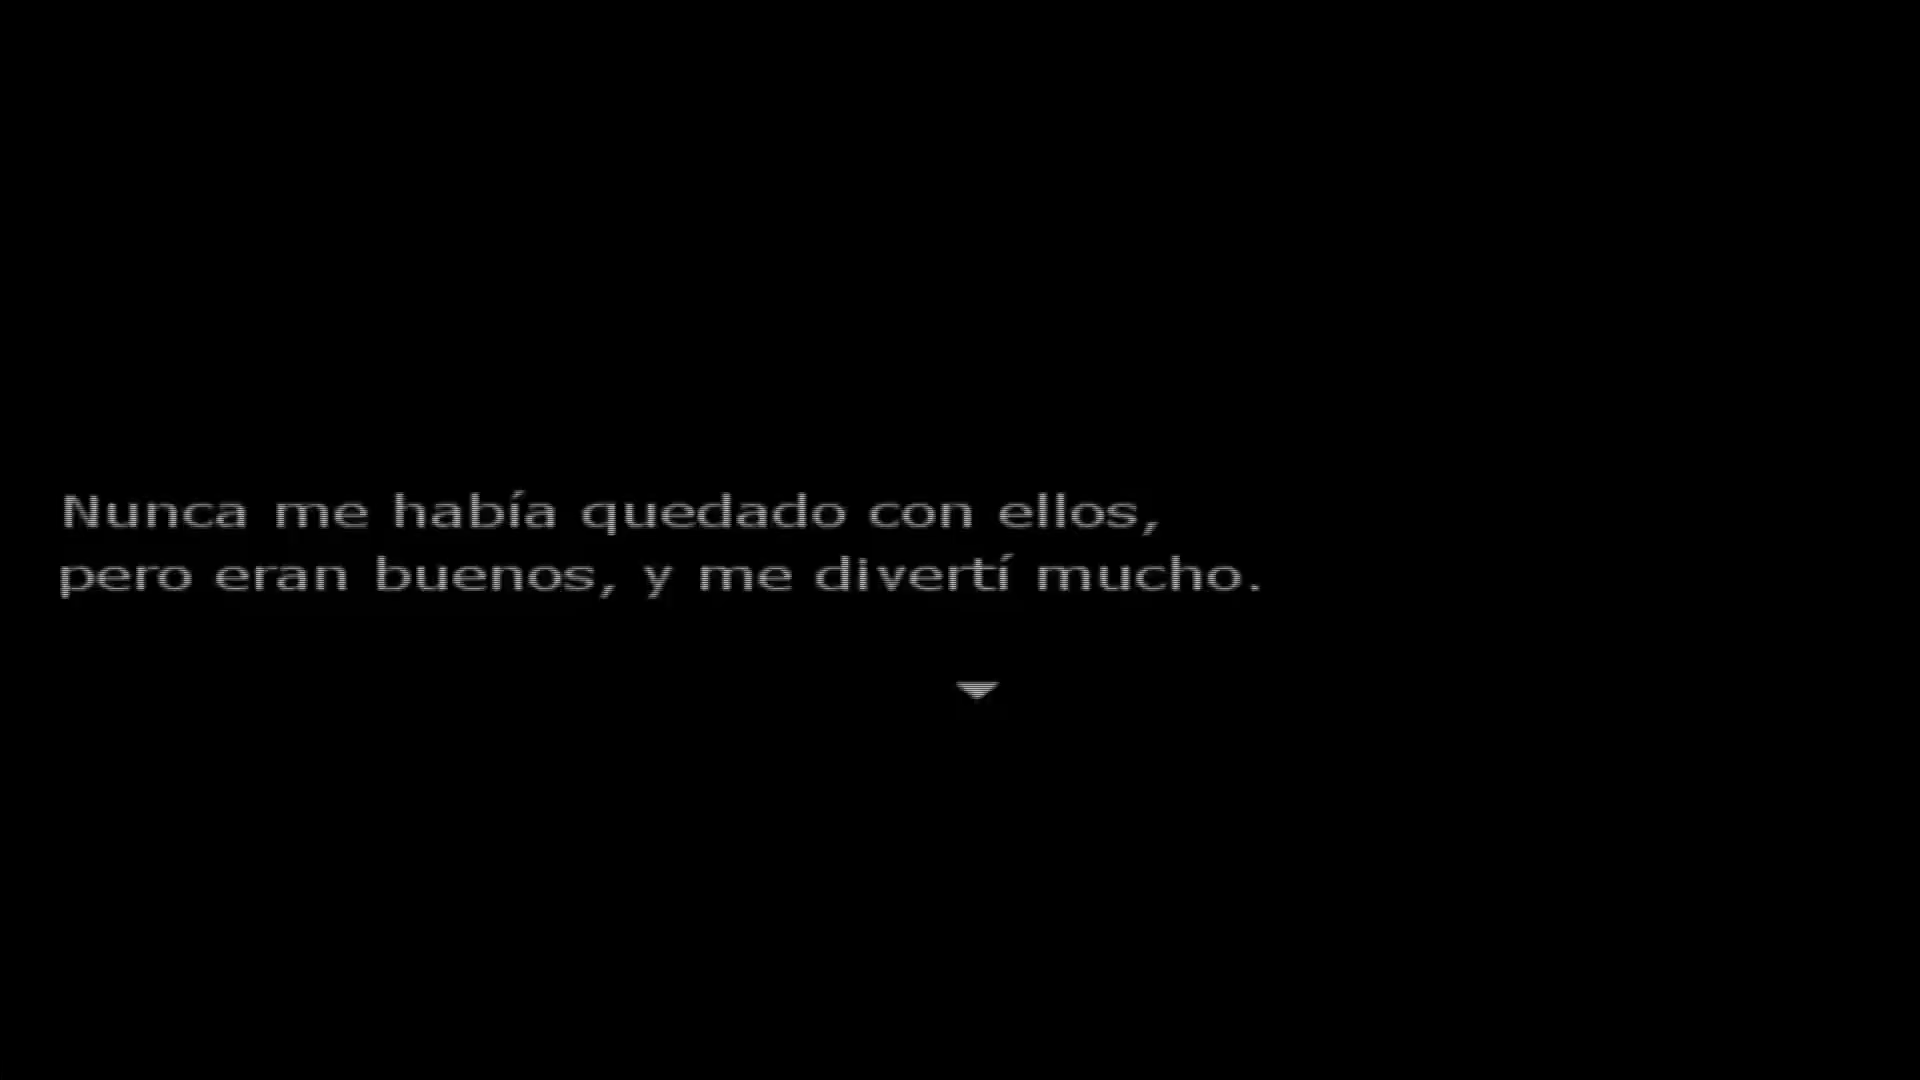 Nunca me había quedado con ellos,
pero eran buenos, y me divertí mucho.